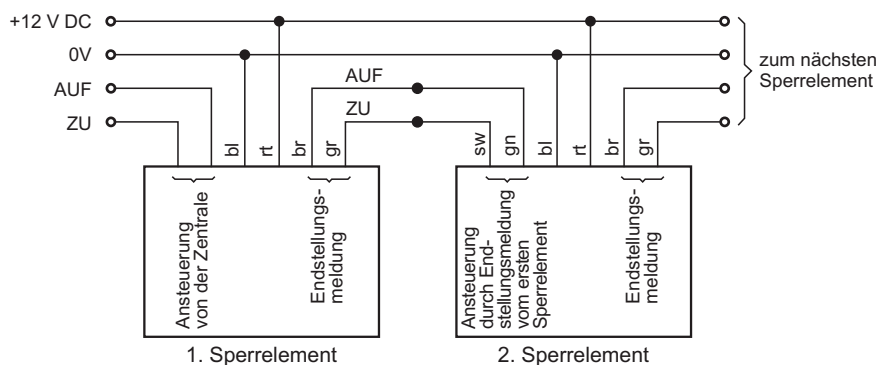 +12 V DC
0V
AUF
ZU
AUF
ZU
zum nächsten
Sperrelement
bl
rt
br
gr
sw
gn
bl
rt
br
gr
Ansteuerung
von der Zentrale
Endstellungs-
meldung
Ansteuerung
durch End-
stellungsmeldung
vom ersten
Sperrelement
Endstellungs-
meldung
1. Sperrelement
2. Sperrelement